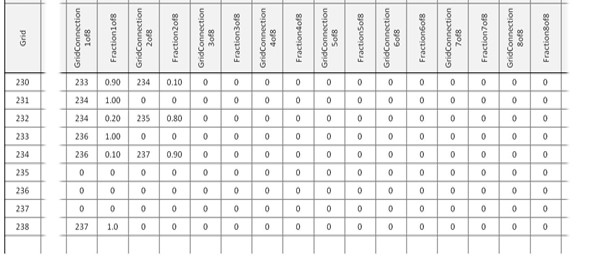 Grid GridConnection 1of8 Fraction1of8 GridConnection 2of8 Fraction2of8 GridConnection 3of8 Fraction3of8 GridConnection 4of8 Fraction4of8 GridConnection 5of8 Fraction5of8 GridConnection 6of8 Fraction6of8 GridConnection 7of8 Fraction7of8 GridConnection 8of8 Fraction8of8
230 233 0.90 234 0.10 0 0 0 0 0 0 0 0 0 0 0 0
231 234 1.00 0 0 0 0 0 0 0 0 0 0 0 0 0 0
232 234 0.20 235 0.80 0 0 0 0 0 0 0 0 0 0 0 0
233 236 1.00 0 0 0 0 0 0 0 0 0 0 0 0 0 0
234 236 0.10 237 0.90 0 0 0 0 0 0 0 0 0 0 0 0
235 0 0 0 0 0 0 0 0 0 0 0 0 0 0 0 0
236 0 0 0 0 0 0 0 0 0 0 0 0 0 0 0 0
237 0 0 0 0 0 0 0 0 0 0 0 0 0 0 0 0
238 237 1.0 0 0 0 0 0 0 0 0 0 0 0 0 0 0